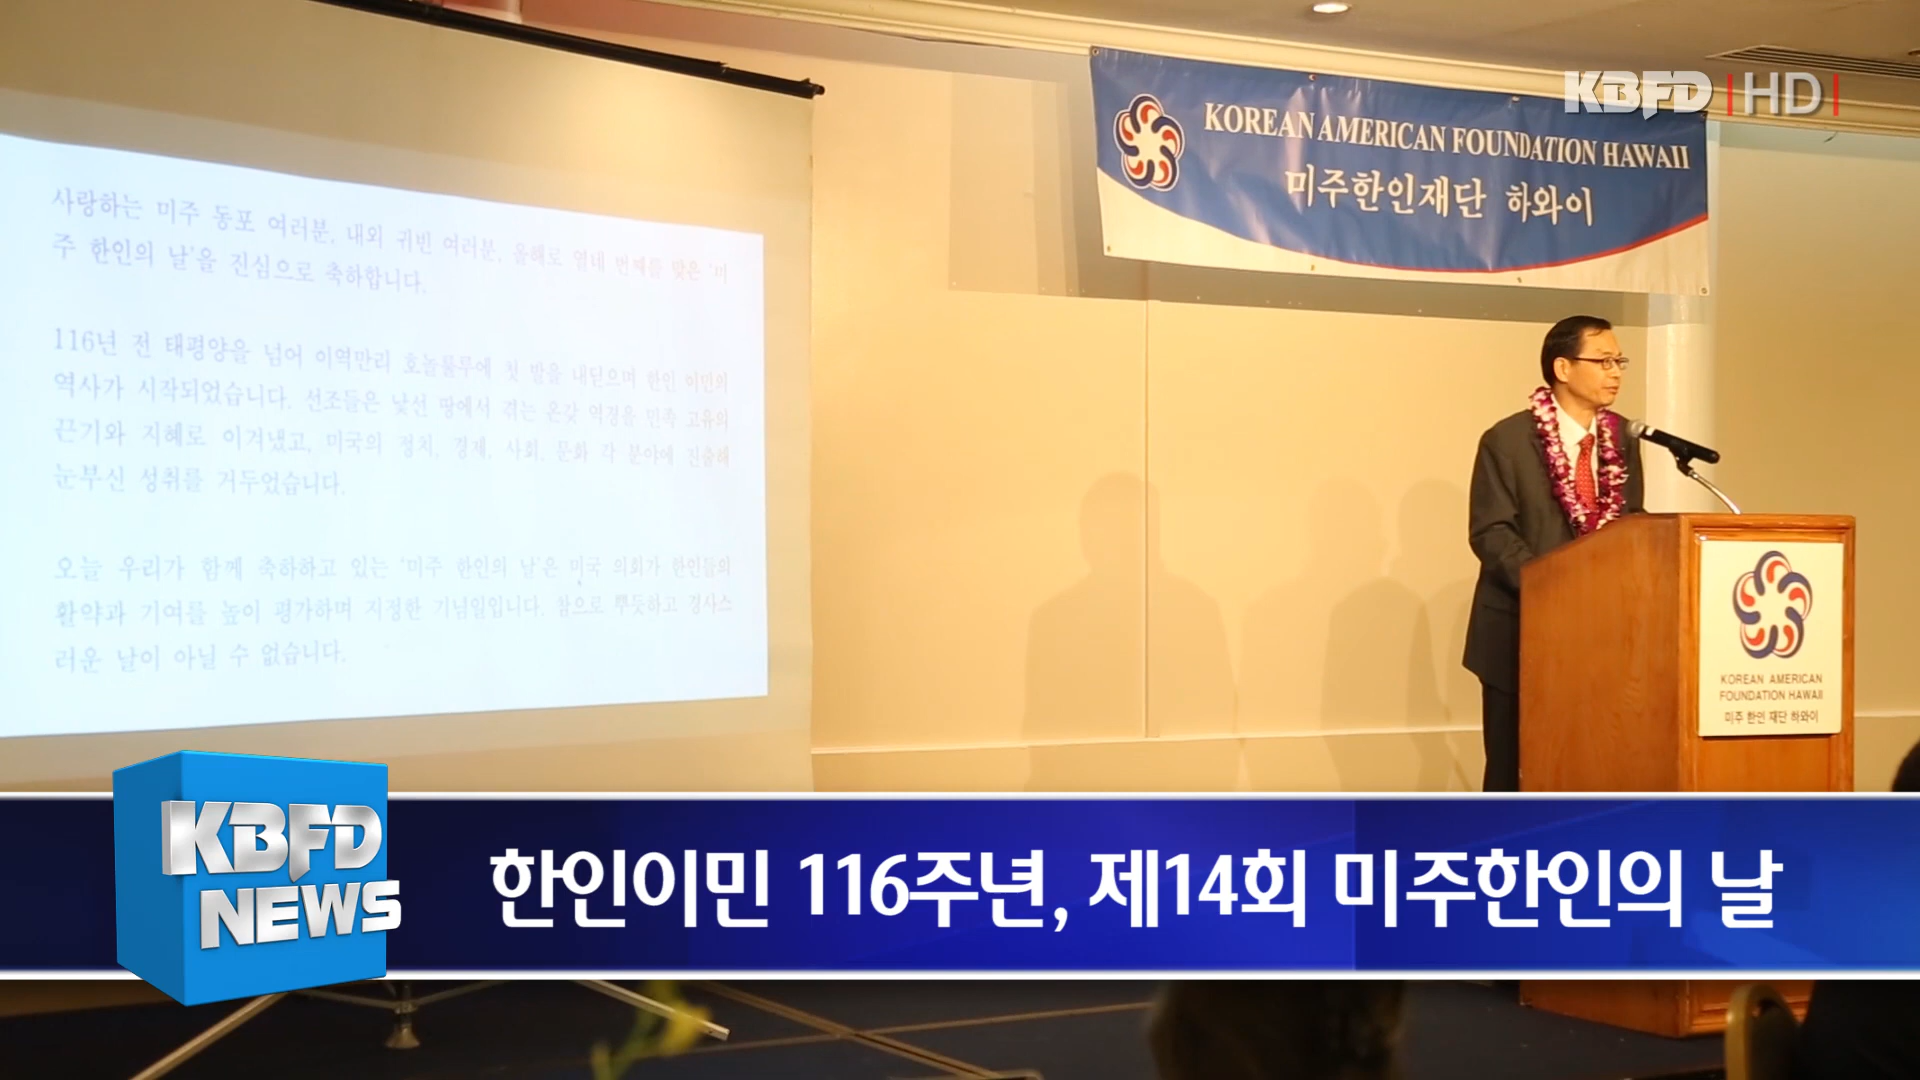 KBFD HD
KOREAN AMERICAN FOUNDATION HAWAII
미주한인재단 하와이
사랑하는 미주 동포 여러분, 내외 귀빈 여러분, 올해로 열네 번째를 맞은 '미
주 한인의 날'을 진심으로 축하합니다.
116년 전 태평양을 넘어 이역만리 호놀룰루에 첫 발을 내딛으며 한인 이민의
역사가 시작되었습니다. 선조들은 낯선 땅에서 겪는 온갖 역경을 민족 고유의
끈기와 지혜로 이겨냈고, 미국의 정치, 경제, 사회, 문화 각 분야에 진출해
눈부신 성취를 거두었습니다.
오늘 우리가 함께 축하하고 있는 '미주 한인의 날'은 미국 의회가 한인들의
활약과 기여를 높이 평가하며 지정한 기념일입니다. 참으로 뿌듯하고 경사스
러운 날이 아닐 수 없습니다.
KOREAN AMERICAN
FOUNDATION HAWAII
미주 한인 재단 하와이
KBFD
NEWS
한인이민 116주년, 제14회 미주한인의 날